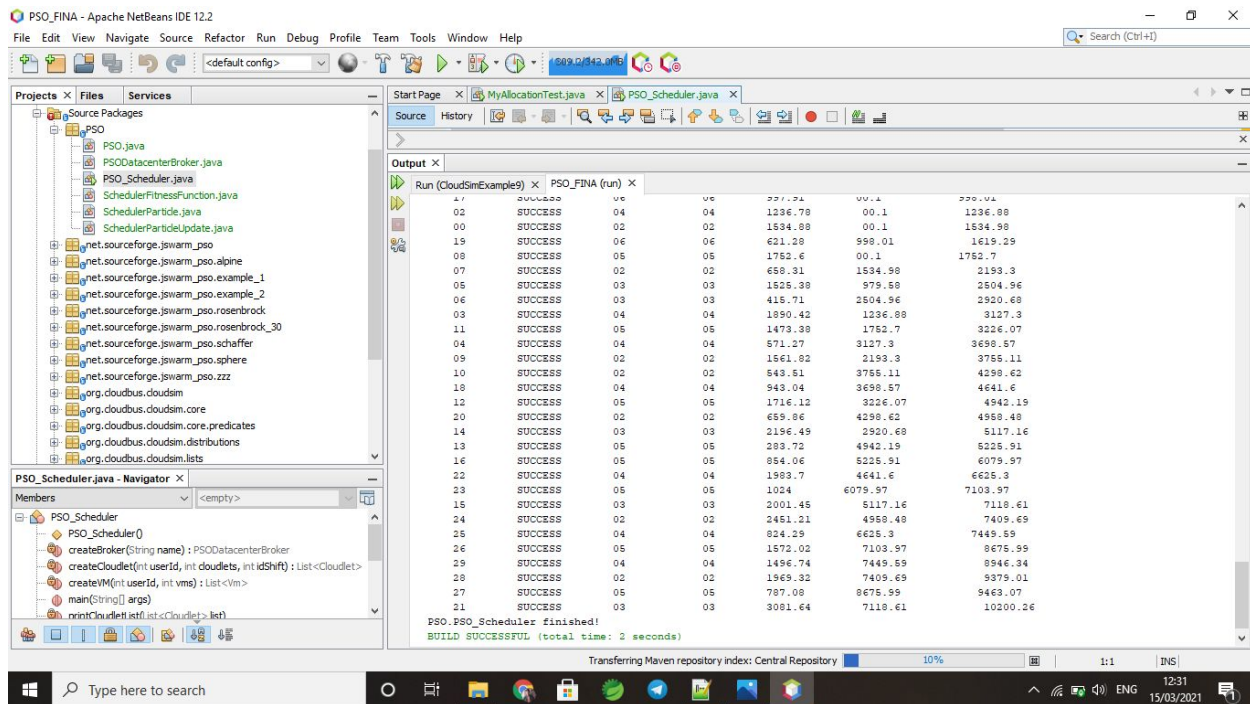 PSO_FINA - Apache NetBeans IDE 12.2
File Edit View Navigate Source Refactor Run Debug Profile Team Tools Window Help
Search (Ctrl+I)
<default config>
Projects Files Services
Source Packages
PSO
PSO.java
PSODatacenterBroker.java
PSO_Scheduler.java
SchedulerFitnessFunction.java
SchedulerParticle.java
SchedulerParticleUpdate.java
net.sourceforge.jswarm_pso
net.sourceforge.jswarm_pso.alpine
net.sourceforge.jswarm_pso.example_1
net.sourceforge.jswarm_pso.example_2
net.sourceforge.jswarm_pso.rosenbrock
net.sourceforge.jswarm_pso.rosenbrock_30
net.sourceforge.jswarm_pso.schaffer
net.sourceforge.jswarm_pso.sphere
net.sourceforge.jswarm_pso.zzz
org.cloudbus.cloudsim
org.cloudbus.cloudsim.core
org.cloudbus.cloudsim.core.predicates
org.cloudbus.cloudsim.distributions
org.cloudbus.cloudsim.lists
PSO_Scheduler.java - Navigator
Members <empty>
PSO_Scheduler
PSO_Scheduler()
createBroker(String name) : PSODatacenterBroker
createCloudlet(int userId, int cloudlets, int idShift) : List<Cloudlet>
createVM(int userId, int vms) : List<Vm>
main(String[] args)
printCloudletList(List<Cloudlet> list)
Start Page MyAllocationTest.java PSO_Scheduler.java
Source History
Output
Run (CloudSimExample9) PSO_FINA (run)
17 SUCCESS 06 06 997.91 00.1 998.01
02 SUCCESS 04 04 1236.78 00.1 1236.88
00 SUCCESS 02 02 1534.88 00.1 1534.98
19 SUCCESS 06 06 621.28 998.01 1619.29
08 SUCCESS 05 05 1752.6 00.1 1752.7
07 SUCCESS 02 02 658.31 1534.98 2193.3
05 SUCCESS 03 03 1525.38 979.58 2504.96
06 SUCCESS 03 03 415.71 2504.96 2920.68
03 SUCCESS 04 04 1890.42 1236.88 3127.3
11 SUCCESS 05 05 1473.38 1752.7 3226.07
04 SUCCESS 04 04 571.27 3127.3 3698.57
09 SUCCESS 02 02 1561.82 2193.3 3755.11
10 SUCCESS 02 02 543.51 3755.11 4298.62
18 SUCCESS 04 04 943.04 3698.57 4641.6
12 SUCCESS 05 05 1716.12 3226.07 4942.19
20 SUCCESS 02 02 659.86 4298.62 4958.48
14 SUCCESS 03 03 2196.49 2920.68 5117.16
13 SUCCESS 05 05 283.72 4942.19 5225.91
16 SUCCESS 05 05 854.06 5225.91 6079.97
22 SUCCESS 04 04 1983.7 4641.6 6625.3
23 SUCCESS 05 05 1024 6079.97 7103.97
15 SUCCESS 03 03 2001.45 5117.16 7118.61
24 SUCCESS 02 02 2451.21 4958.48 7409.69
25 SUCCESS 04 04 824.29 6625.3 7449.59
26 SUCCESS 05 05 1572.02 7103.97 8675.99
29 SUCCESS 04 04 1496.74 7449.59 8946.34
28 SUCCESS 02 02 1969.32 7409.69 9379.01
27 SUCCESS 05 05 787.08 8675.99 9463.07
21 SUCCESS 03 03 3081.64 7118.61 10200.26
PSO.PSO_Scheduler finished!
BUILD SUCCESSFUL (total time: 2 seconds)
Transferring Maven repository index: Central Repository 10% 1:1 INS
Type here to search
ENG
12:31
15/03/2021